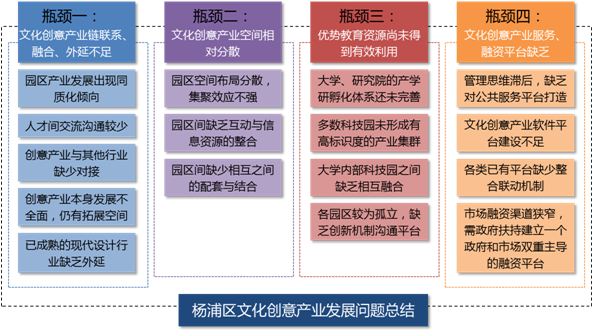 瓶颈一：
文化创意产业链联系、
融合、外延不足
园区产业发展出现同
质化倾向
人才间交流沟通较少
创意产业与其他行业
缺少对接
创意产业本身发展不
全面，仍有拓展空间
已成熟的现代设计行
业缺乏外延
瓶颈二：
文化创意产业空间相
对分散
园区空间布局分散，
集聚效应不强
园区间缺乏互动与信
息资源的整合
园区间缺少相互之间
的配套与结合
瓶颈三：
优势教育资源尚未得
到有效利用
大学、研究院的产学
研孵化体系还未完善
多数科技园未形成有
高标识度的产业集群
大学内部科技园之间
缺乏相互融合
各园区较为孤立，缺
乏创新机制沟通平台
瓶颈四：
文化创意产业服务、
融资平台缺乏
管理思维滞后，缺乏
对公共服务平台打造
文化创意产业软件平
台建设不足
各类已有平台缺少整
合联动机制
市场融资渠道狭窄，
需政府扶持建立一个
政府和市场双重主导
的融资平台
杨浦区文化创意产业发展问题总结